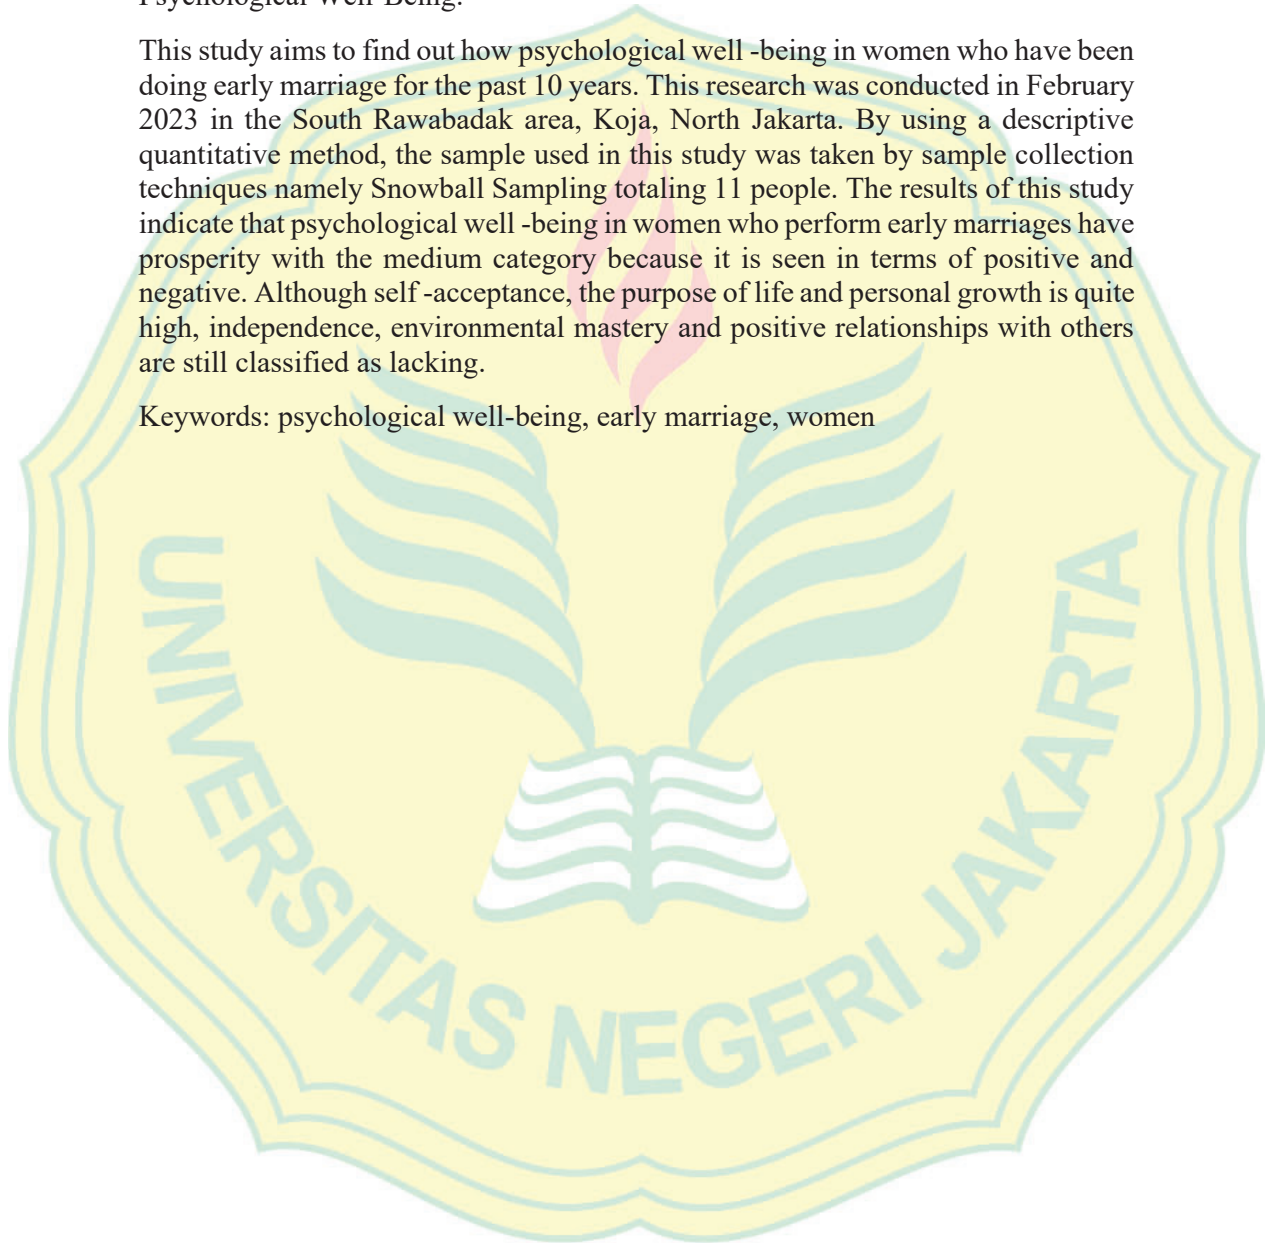 Psychological Well-Being.
This study aims to find out how psychological well -being in women who have been
doing early marriage for the past 10 years. This research was conducted in February
2023 in the South Rawabadak area, Koja, North Jakarta. By using a descriptive
quantitative method, the sample used in this study was taken by sample collection
techniques namely Snowball Sampling totaling 11 people. The results of this study
indicate that psychological well -being in women who perform early marriages have
prosperity with the medium category because it is seen in terms of positive and
negative. Although self -acceptance, the purpose of life and personal growth is quite
high, independence, environmental mastery and positive relationships with others
are still classified as lacking.
Keywords: psychological well-being, early marriage, women
UNIVERSITAS NEGERI JAKARTA